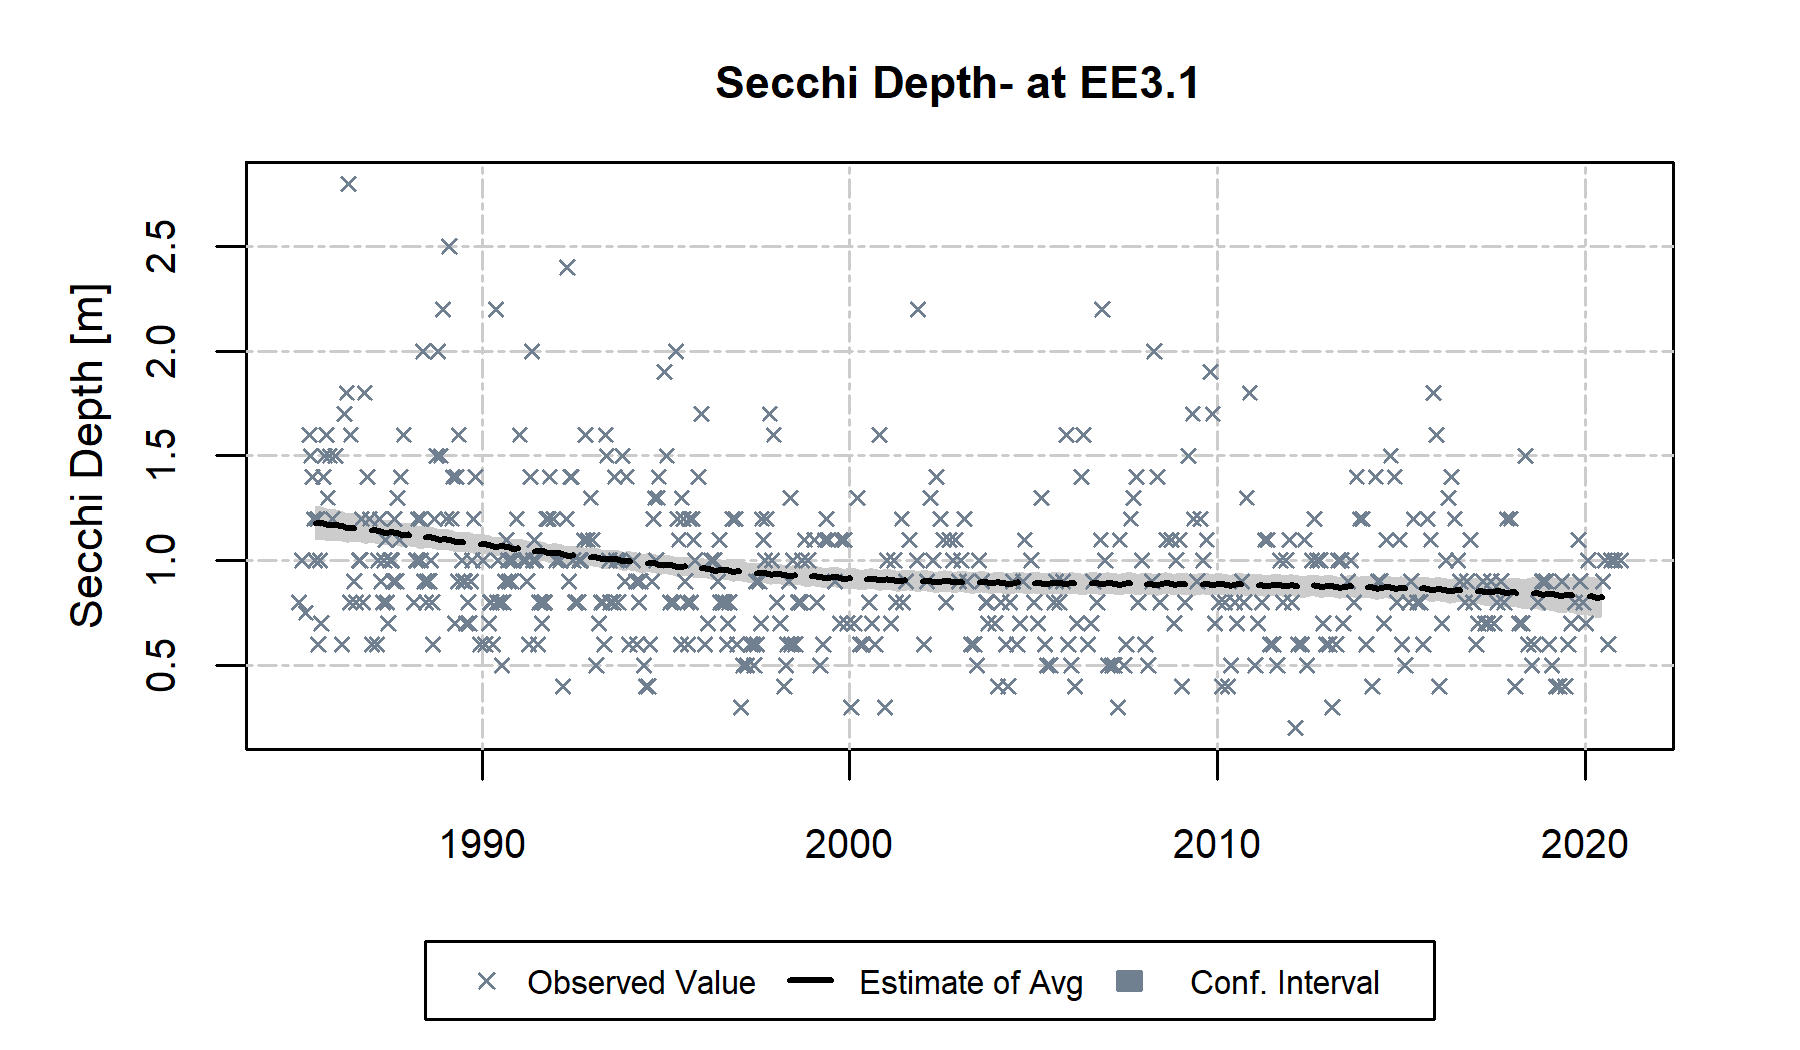 Secchi Depth- at EE3.1
Secchi Depth [m]
2.5
2.0
1.5
1.0
0.5
1990 2000 2010 2020
Observed Value Estimate of Avg Conf. Interval